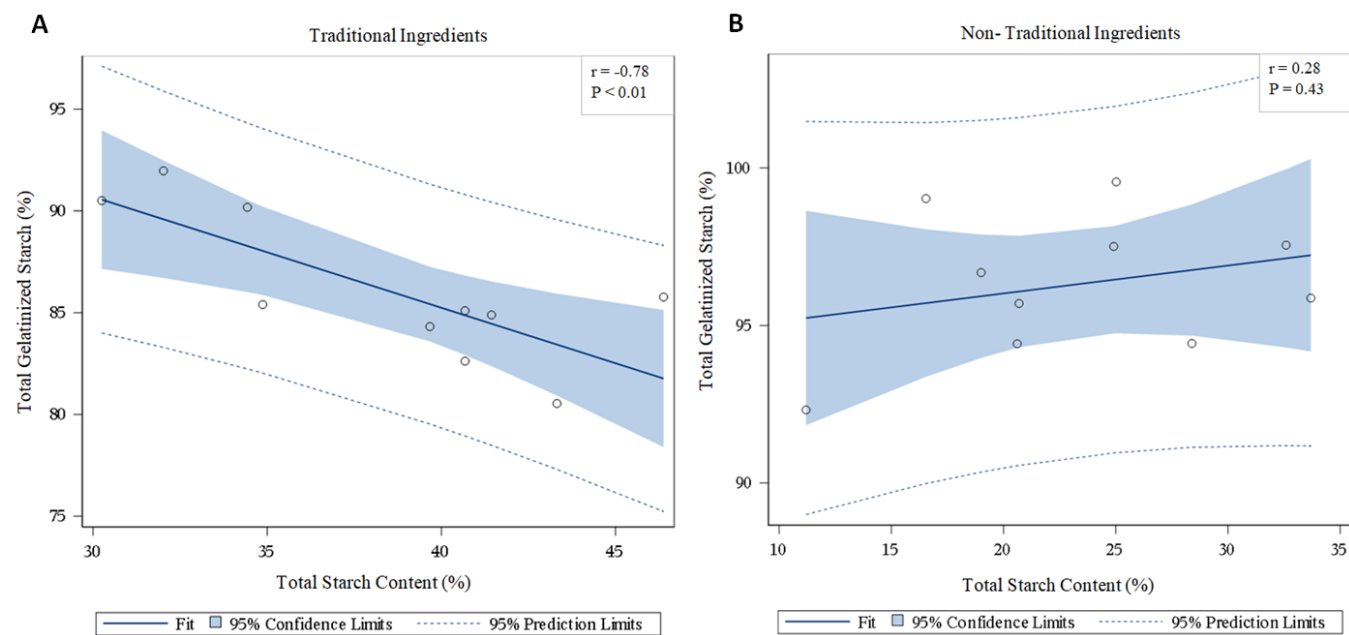 A
Traditional Ingredients
r = -0.78
P < 0.01
Total Gelatinized Starch (%)
95
90
85
80
75
30 35 40 45
Total Starch Content (%)
Fit 95% Confidence Limits 95% Prediction Limits
B
Non- Traditional Ingredients
r = 0.28
P = 0.43
Total Gelatinized Starch (%)
100
95
90
10 15 20 25 30 35
Total Starch Content (%)
Fit 95% Confidence Limits 95% Prediction Limits